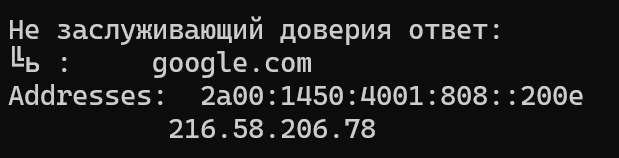 Не заслуживающий доверия ответ:
╚ь :     google.com
Addresses:  2a00:1450:4001:808::200e
          216.58.206.78